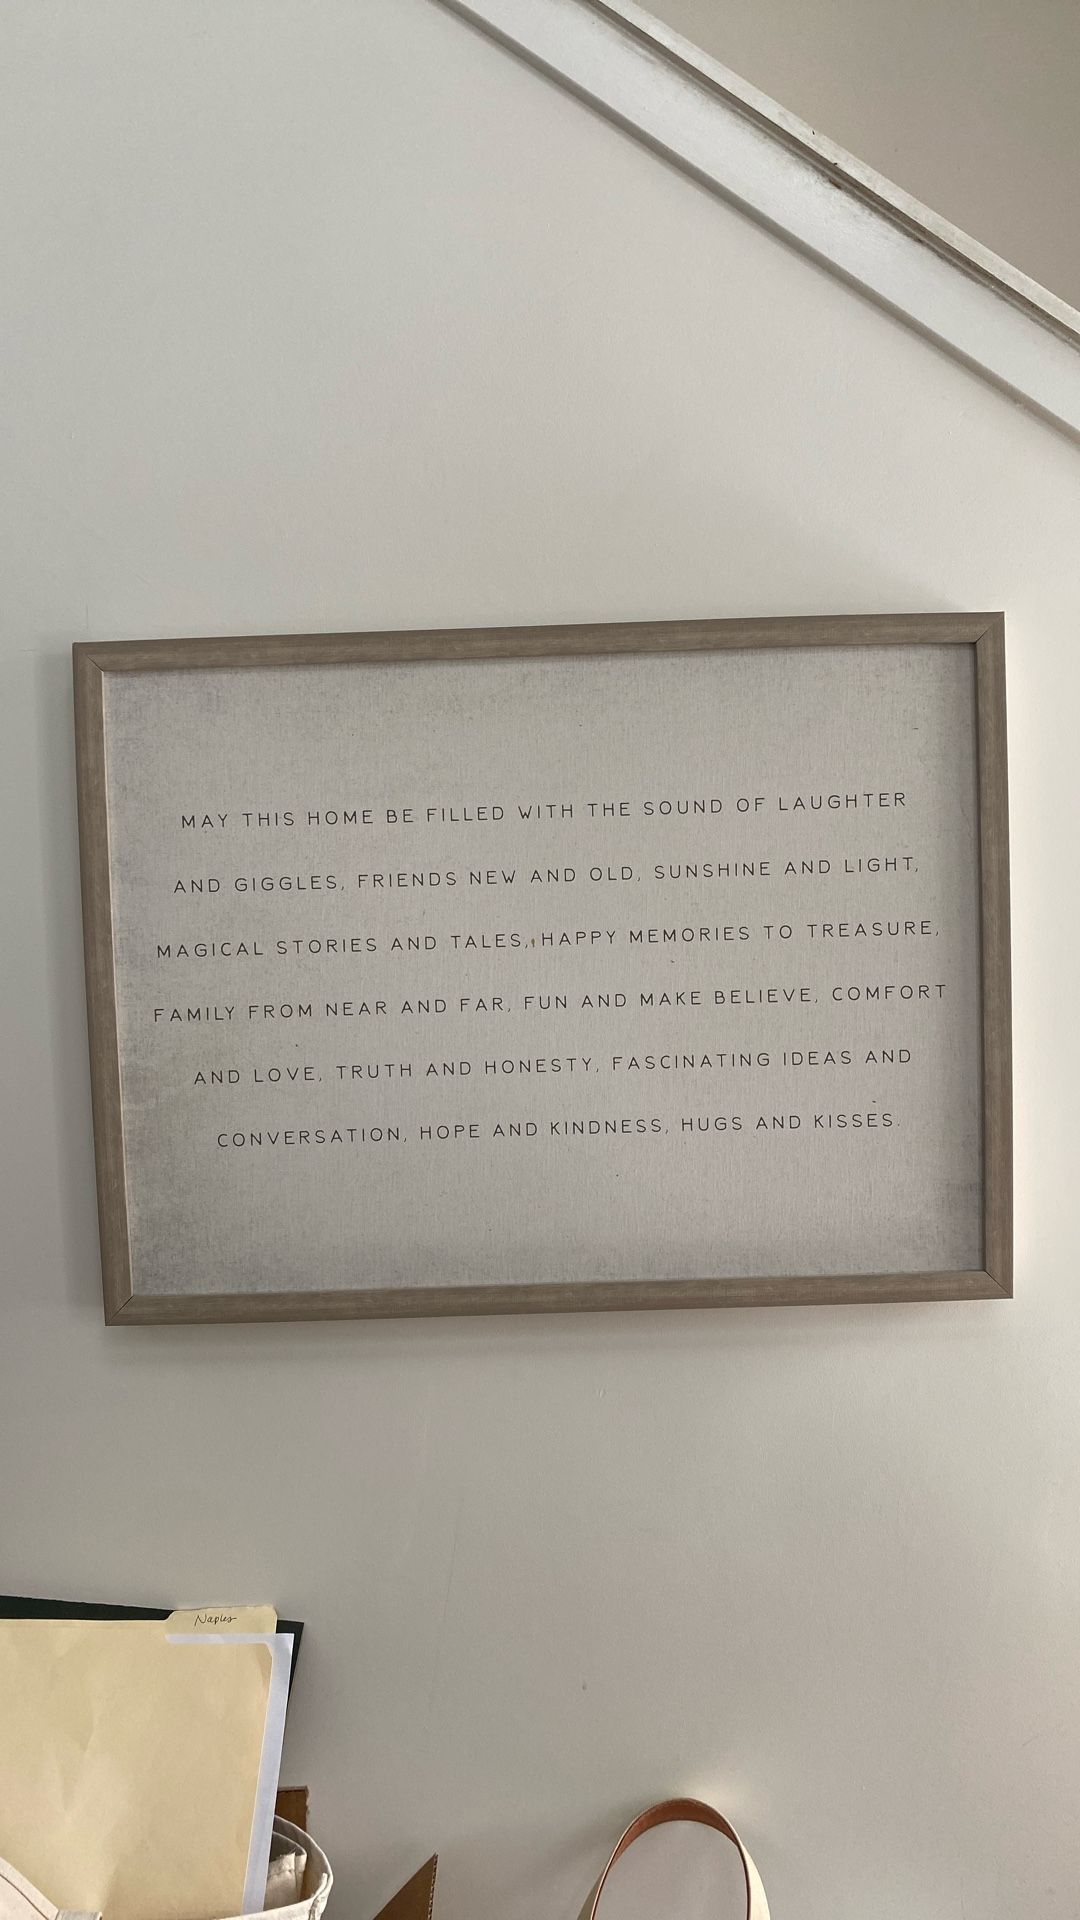 MAY THIS HOME BE FILLED WITH THE SOUND OF LAUGHTER
AND GIGGLES, FRIENDS NEW AND OLD, SUNSHINE AND LIGHT,
MAGICAL STORIES AND TALES, HAPPY MEMORIES TO TREASURE,
FAMILY FROM NEAR AND FAR, FUN AND MAKE BELIEVE, COMFORT
AND LOVE, TRUTH AND HONESTY, FASCINATING IDEAS AND
CONVERSATION, HOPE AND KINDNESS, HUGS AND KISSES.
Naples